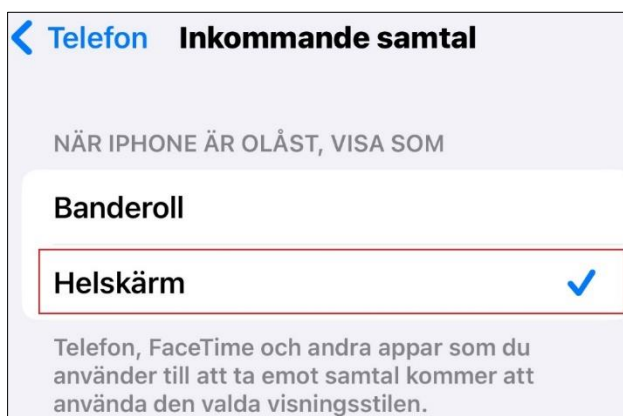 Telefon Inkommande samtal
NÄR IPHONE ÄR OLÅST, VISA SOM
Banderoll
Helskärm
Telefon, FaceTime och andra appar som du
använder till att ta emot samtal kommer att
använda den valda visningsstilen.